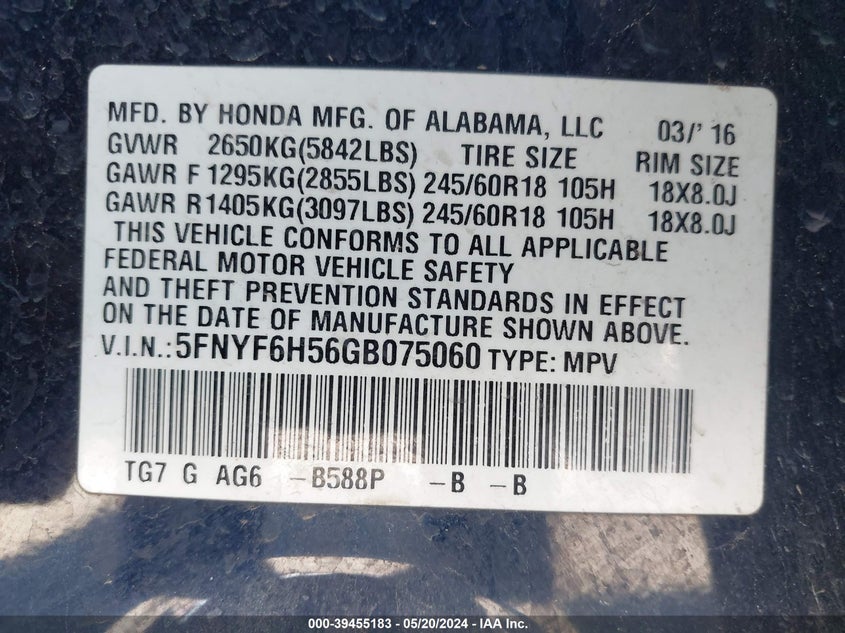 MFD. BY HONDA MFG. OF ALABAMA, LLC 03/' 16
GVWR 2650KG(5842LBS) TIRE SIZE RIM SIZE
GAWR F 1295KG(2855LBS) 245/60R18 105H 18X8.0J
GAWR R1405KG(3097LBS) 245/60R18 105H 18X8.0J
THIS VEHICLE CONFORMS TO ALL APPLICABLE
FEDERAL MOTOR VEHICLE SAFETY
AND THEFT PREVENTION STANDARDS IN EFFECT
ON THE DATE OF MANUFACTURE SHOWN ABOVE.
V.I.N.: 5FNYF6H56GB075060 TYPE: MPV
TG7 G AG6 -B588P -B -B
000-39455183 - 05/20/2024 - IAA Inc.